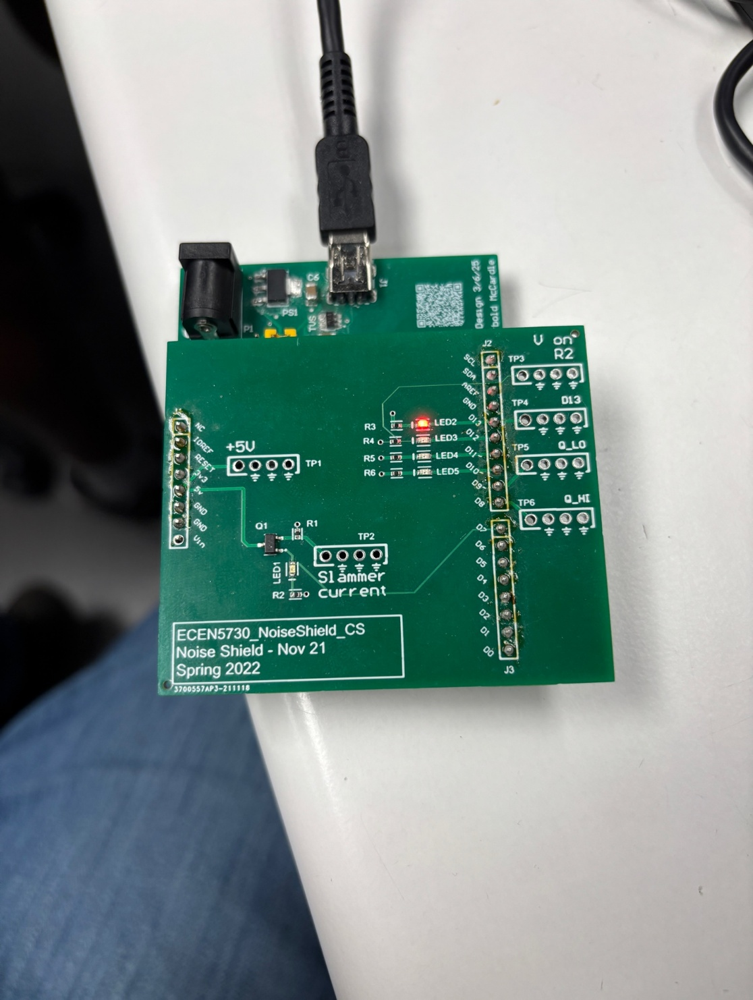 C6
J1
PS1
TVS
P1
Design 3/6/25
bold McCardle
J2
V on
R2
SCL
SDA
AREF
GND
D13
D12
D11
D10
D9
D8
TP3
TP4
D13
TP5
Q_LO
TP6
Q_HI
R3
LED2
R4
LED3
R5
LED4
R6
LED5
NC
IOREF
RESET
3v3
5v
GND
GND
Vin
+5V
TP1
Q1
R1
TP2
LED1
R2
Slammer
current
D7
D6
D5
D4
D3
D2
D1
D0
J3
ECEN5730_NoiseShield_CS
Noise Shield - Nov 21
Spring 2022
3700557AP3-211118